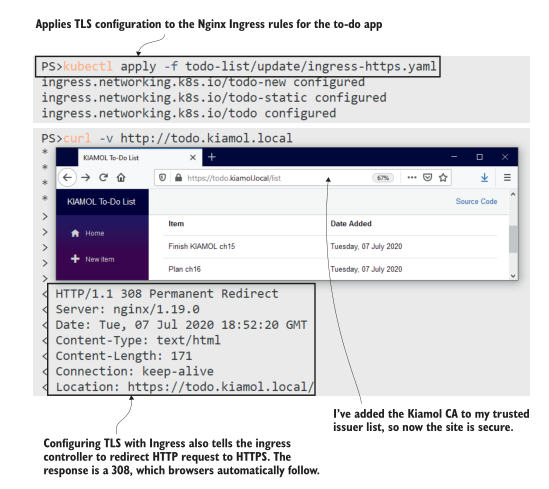 Applies TLS configuration to the Nginx Ingress rules for the to-do app
PS>kubectl apply -f todo-list/update/ingress-https.yaml
ingress.networking.k8s.io/todo-new configured
ingress.networking.k8s.io/todo-static configured
ingress.networking.k8s.io/todo configured
PS>curl -v http://todo.kiamol.local
*
KIAMOL To-Do List
*
https://todo.kiamol.local/list
67%
*
*
KIAMOL To-Do List
Source Code
>
Item
Date Added
>
Home
>
Finish KIAMOL ch15
Tuesday, 07 July 2020
>
New item
>
Plan ch16
Tuesday, 07 July 2020
>
< HTTP/1.1 308 Permanent Redirect
< Server: nginx/1.19.0
< Date: Tue, 07 Jul 2020 18:52:20 GMT
< Content-Type: text/html
< Content-Length: 171
< Connection: keep-alive
< Location: https://todo.kiamol.local/
I've added the Kiamol CA to my trusted
issuer list, so now the site is secure.
Configuring TLS with Ingress also tells the ingress
controller to redirect HTTP request to HTTPS. The
response is a 308, which browsers automatically follow.